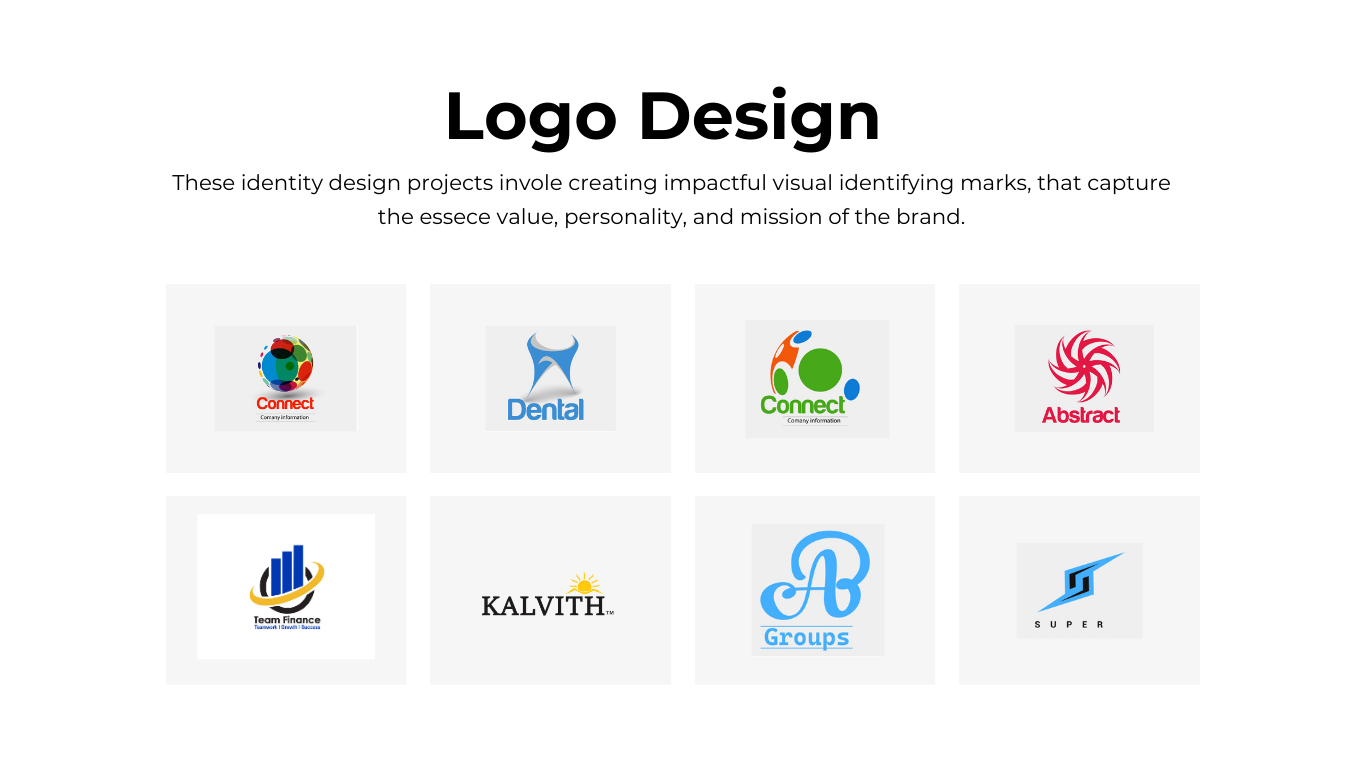 Logo Design
These identity design projects invole creating impactful visual identifying marks, that capture
the essece value, personality, and mission of the brand.
Connect
Comany information
Dental
Connect
Comany information
Abstract
Team Finance
Teamwork | Growth | Success
KALVITH™
AB
Groups
SUPER